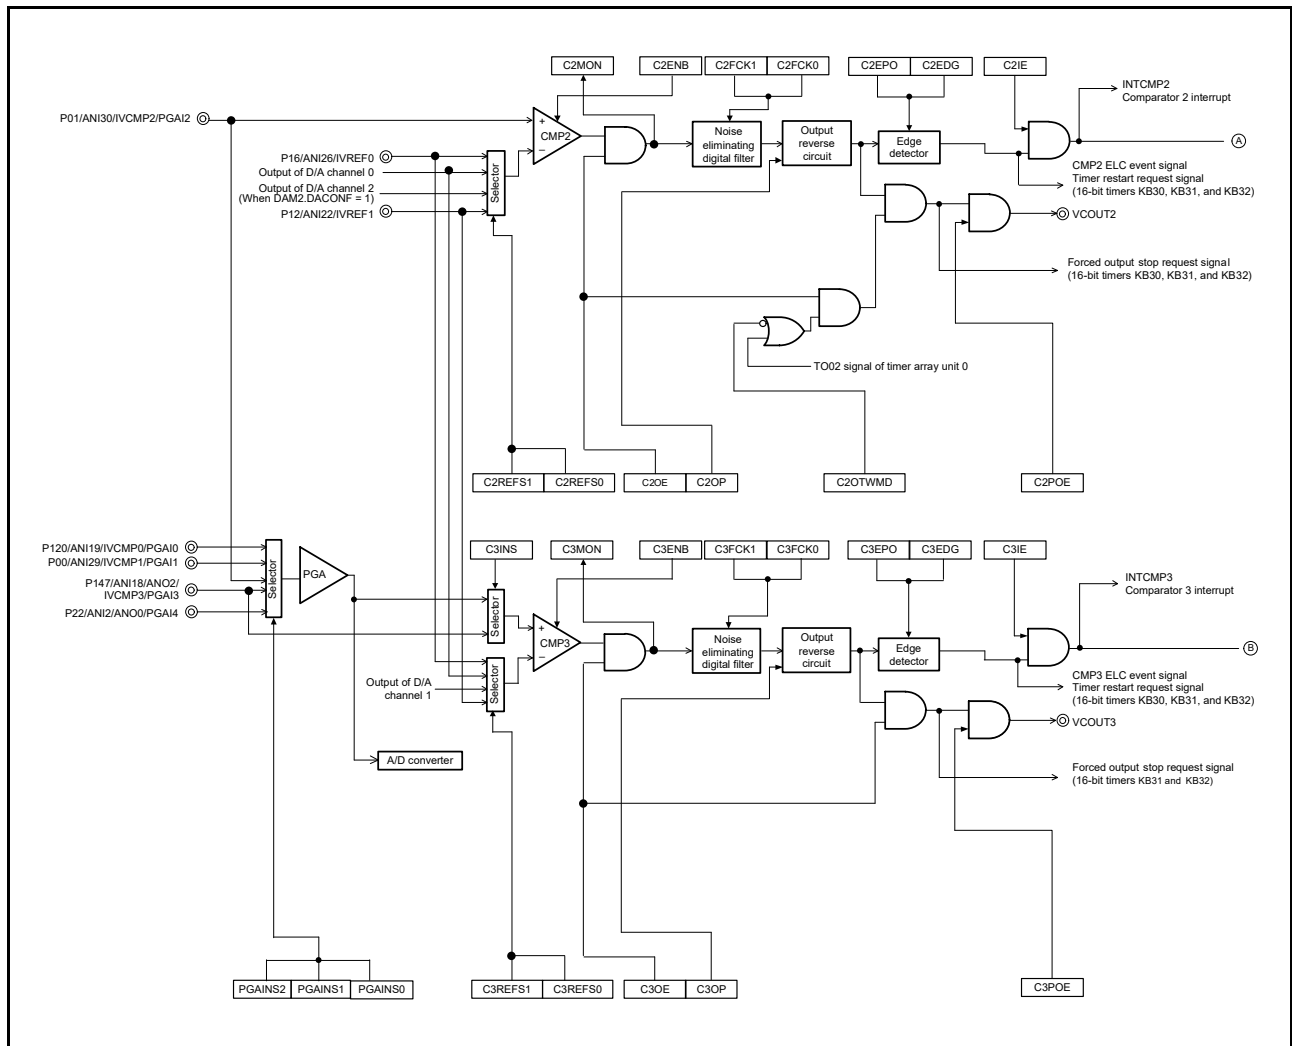 C2MON
C2ENB
C2FCK1
C2FCK0
C2EPO
C2EDG
C2IE
INTCMP2
Comparator 2 interrupt
P01/ANI30/IVCMP2/PGAI2
+
CMP2
−
Noise
eliminating
digital filter
Output
reverse
circuit
Edge
detector
A
P16/ANI26/IVREF0
Output of D/A channel 0
Output of D/A channel 2
(When DAM2.DACONF = 1)
P12/ANI22/IVREF1
Selector
CMP2 ELC event signal
Timer restart request signal
(16-bit timers KB30, KB31, and KB32)
VCOUT2
Forced output stop request signal
(16-bit timers KB30, KB31, and KB32)
TO02 signal of timer array unit 0
C2REFS1
C2REFS0
C2OE
C2OP
C2OTWMD
C2POE
P120/ANI19/IVCMP0/PGAI0
P00/ANI29/IVCMP1/PGAI1
P147/ANI18/ANO2/
IVCMP3/PGAI3
P22/ANI2/ANO0/PGAI4
Selector
PGA
C3INS
C3MON
C3ENB
C3FCK1
C3FCK0
C3EPO
C3EDG
C3IE
INTCMP3
Comparator 3 interrupt
Selector
+
CMP3
−
Noise
eliminating
digital filter
Output
reverse
circuit
Edge
detector
B
Output of D/A
channel 1
Selector
CMP3 ELC event signal
Timer restart request signal
(16-bit timers KB30, KB31, and KB32)
VCOUT3
A/D converter
Forced output stop request signal
(16-bit timers KB31 and KB32)
PGAINS2
PGAINS1
PGAINS0
C3REFS1
C3REFS0
C3OE
C3OP
C3POE